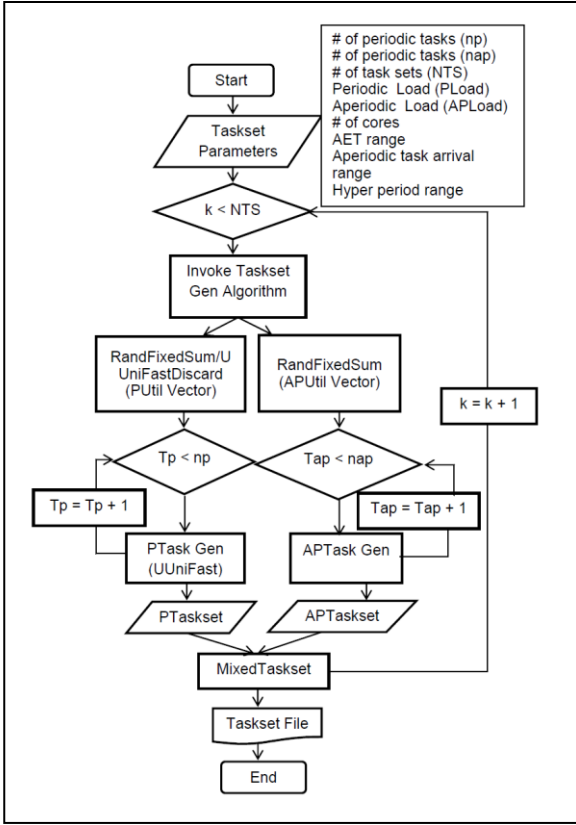 # of periodic tasks (np)
# of periodic tasks (nap)
# of task sets (NTS)
Periodic Load (PLoad)
Aperiodic Load (APLoad)
# of cores
AET range
Aperiodic task arrival
range
Hyper period range
Start
Taskset
Parameters
k < NTS
Invoke Taskset
Gen Algorithm
RandFixedSum/U
UniFastDiscard
(PUtil Vector)
RandFixedSum
(APUtil Vector)
k = k + 1
Tp < np
Tap < nap
Tp = Tp + 1
Tap = Tap + 1
PTask Gen
(UUniFast)
APTask Gen
PTaskset
APTaskset
MixedTaskset
Taskset File
End